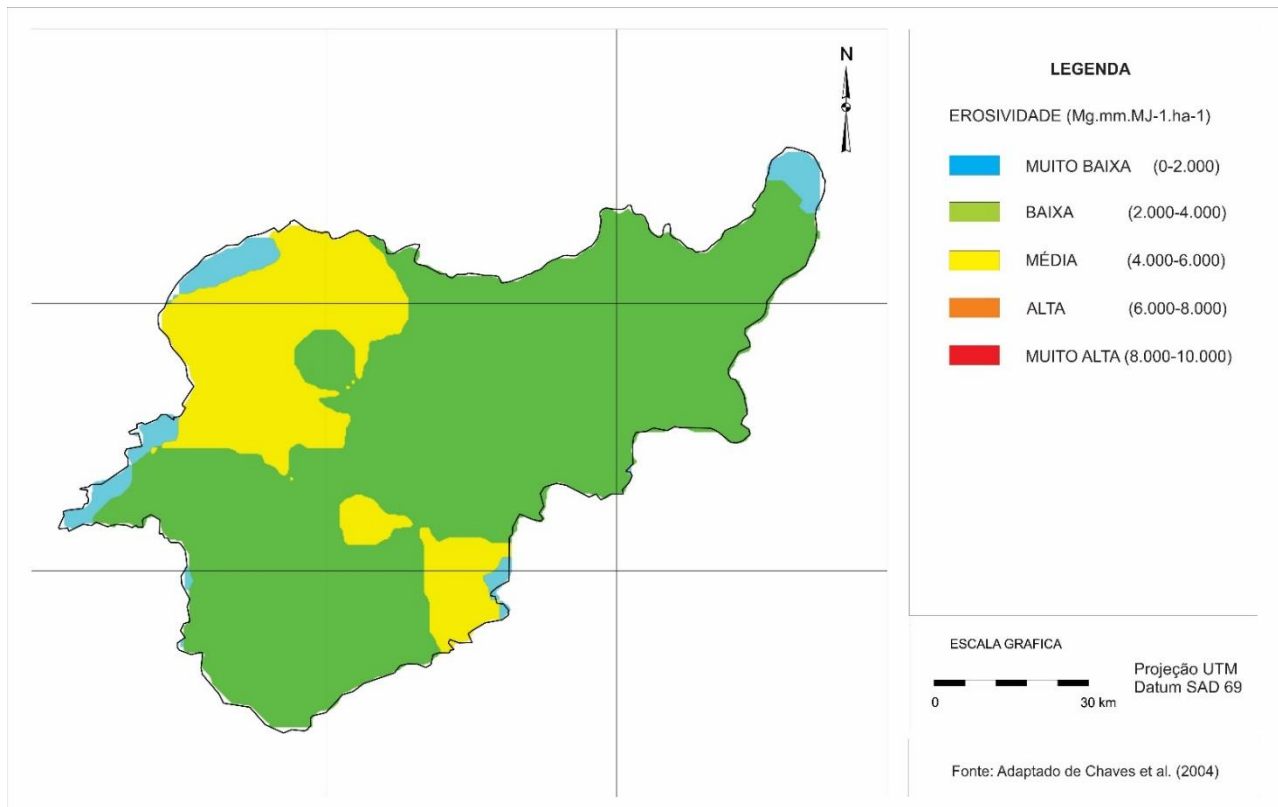 N
LEGENDA
EROSIVIDADE (Mg.mm.MJ-1.ha-1)
MUITO BAIXA (0-2.000)
BAIXA (2.000-4.000)
MÉDIA (4.000-6.000)
ALTA (6.000-8.000)
MUITO ALTA (8.000-10.000)
ESCALA GRAFICA
0 30 km
Projeção UTM
Datum SAD 69
Fonte: Adaptado de Chaves et al. (2004)